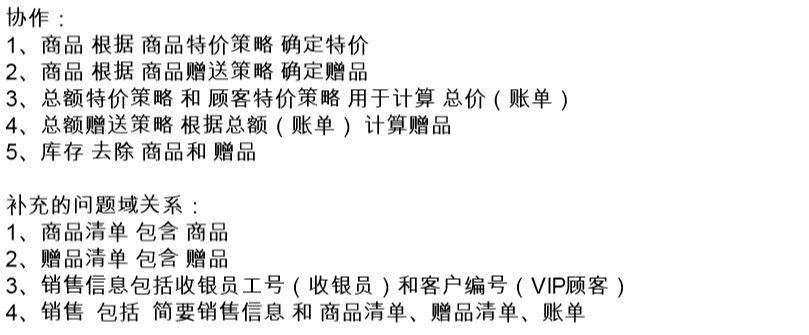 协作：
1、商品 根据 商品特价策略 确定特价
2、商品 根据 商品赠送策略 确定赠品
3、总额特价策略 和 顾客特价策略 用于计算 总价（账单）
4、总额赠送策略 根据总额（账单） 计算赠品
5、库存 去除 商品和 赠品
补充的问题域关系：
1、商品清单 包含 商品
2、赠品清单 包含 赠品
3、销售信息包括收银员工号（收银员）和客户编号（VIP顾客）
4、销售 包括 简要销售信息 和 商品清单、赠品清单、账单